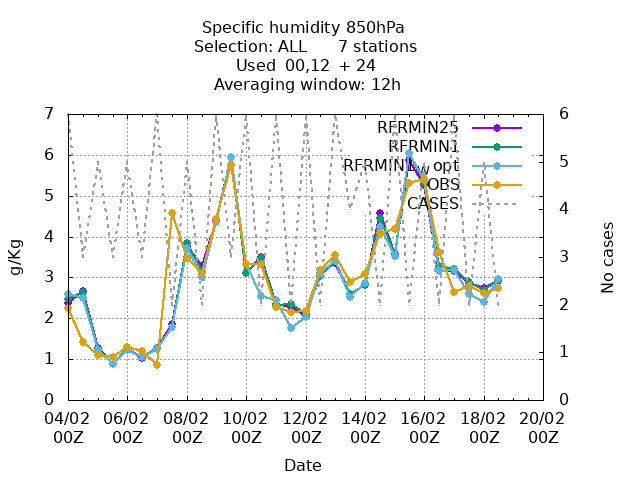 Specific humidity 850hPa
Selection: ALL 7 stations
Used 00,12 + 24
Averaging window: 12h
7 6
RFRMIN25
RFRMIN1
6 5
OBS
5 4
CASES
4 3
3 2
2
1 1
0 0
g/Kg
No cases
04/02 06/02 08/02 10/02 12/02 14/02 16/02 18/02 20/02
00Z 00Z 00Z 00Z 00Z 00Z 00Z 00Z 00Z
Date